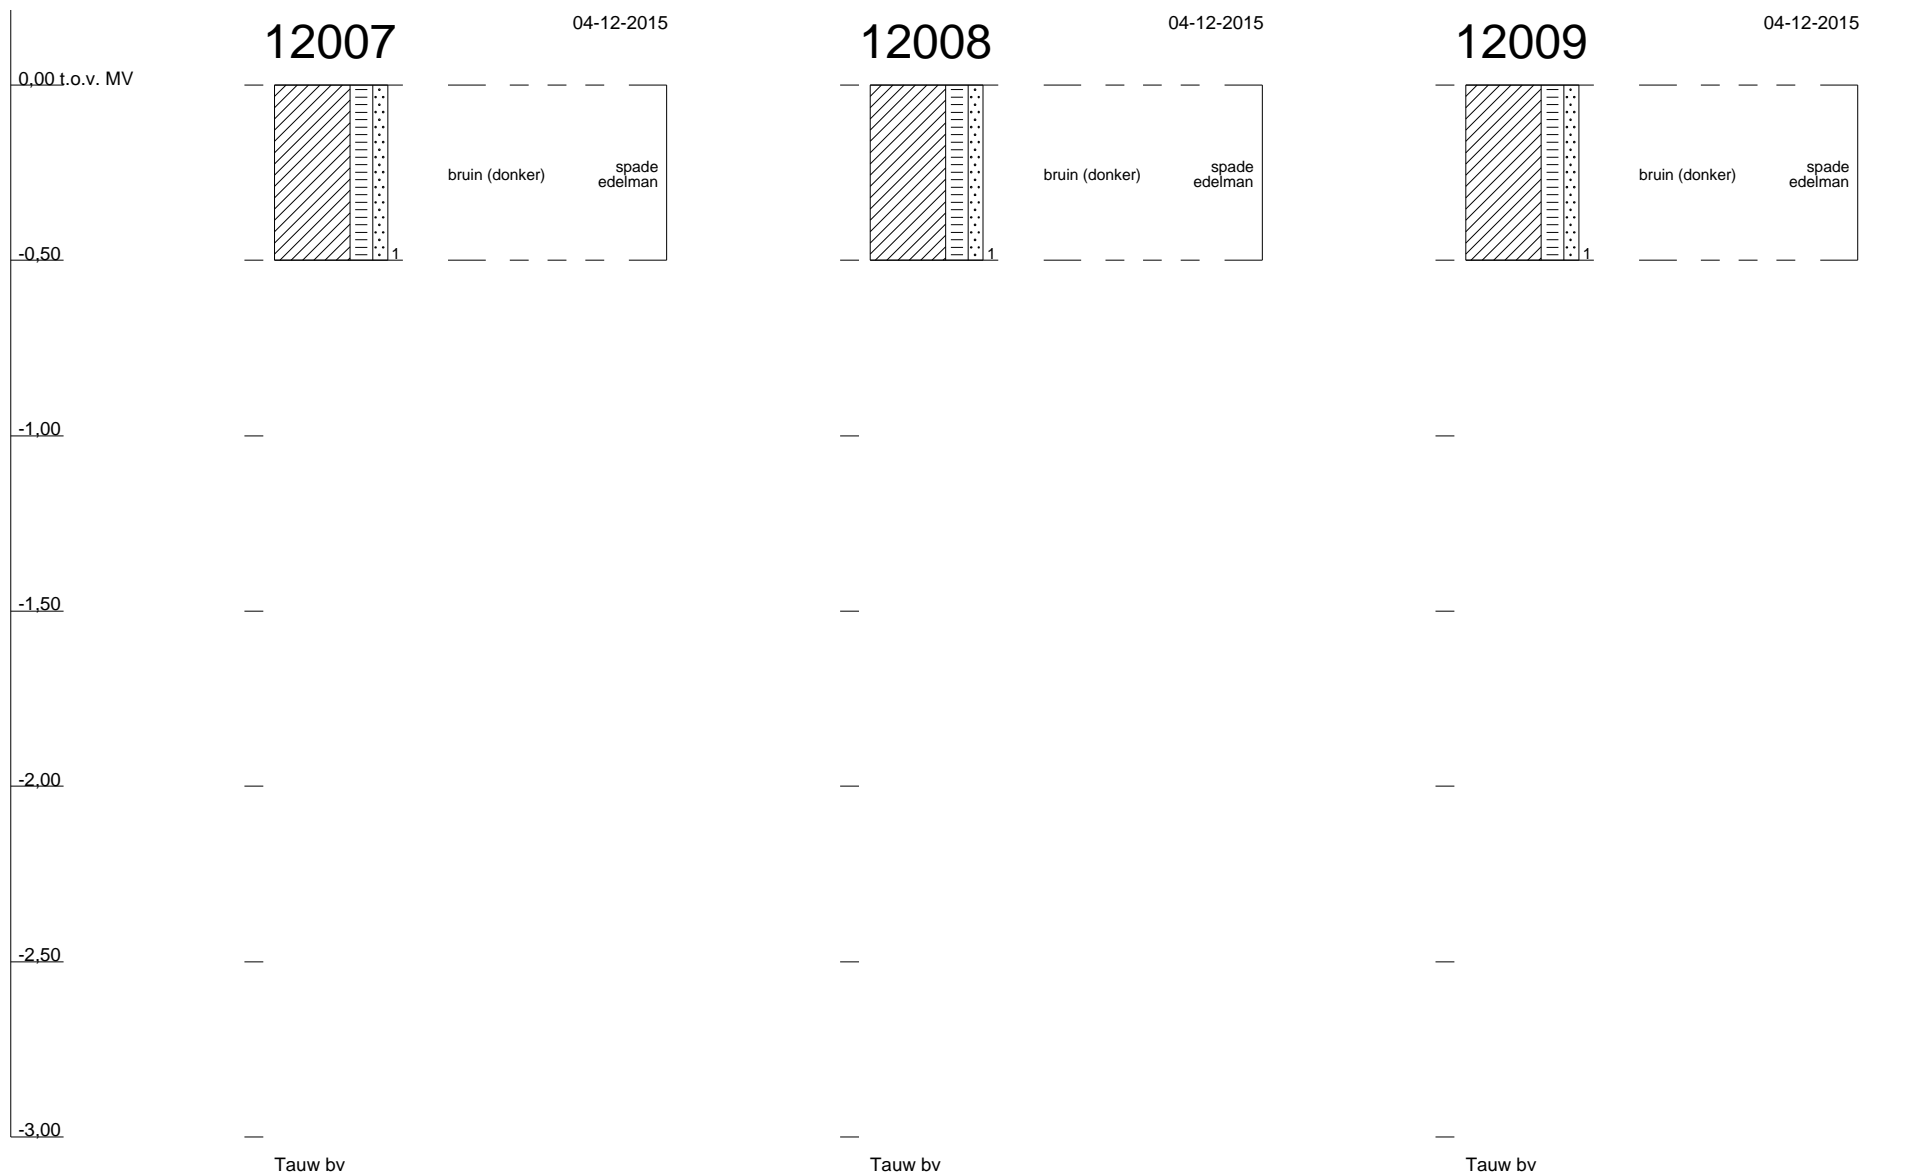 12007
04-12-2015
12008
04-12-2015
12009
04-12-2015
0,00 t.o.v. MV
bruin (donker)
spade
edelman
bruin (donker)
spade
edelman
bruin (donker)
spade
edelman
-0,50
1
1
1
-1,00
-1,50
-2,00
-2,50
-3,00
Tauw bv
Tauw bv
Tauw bv